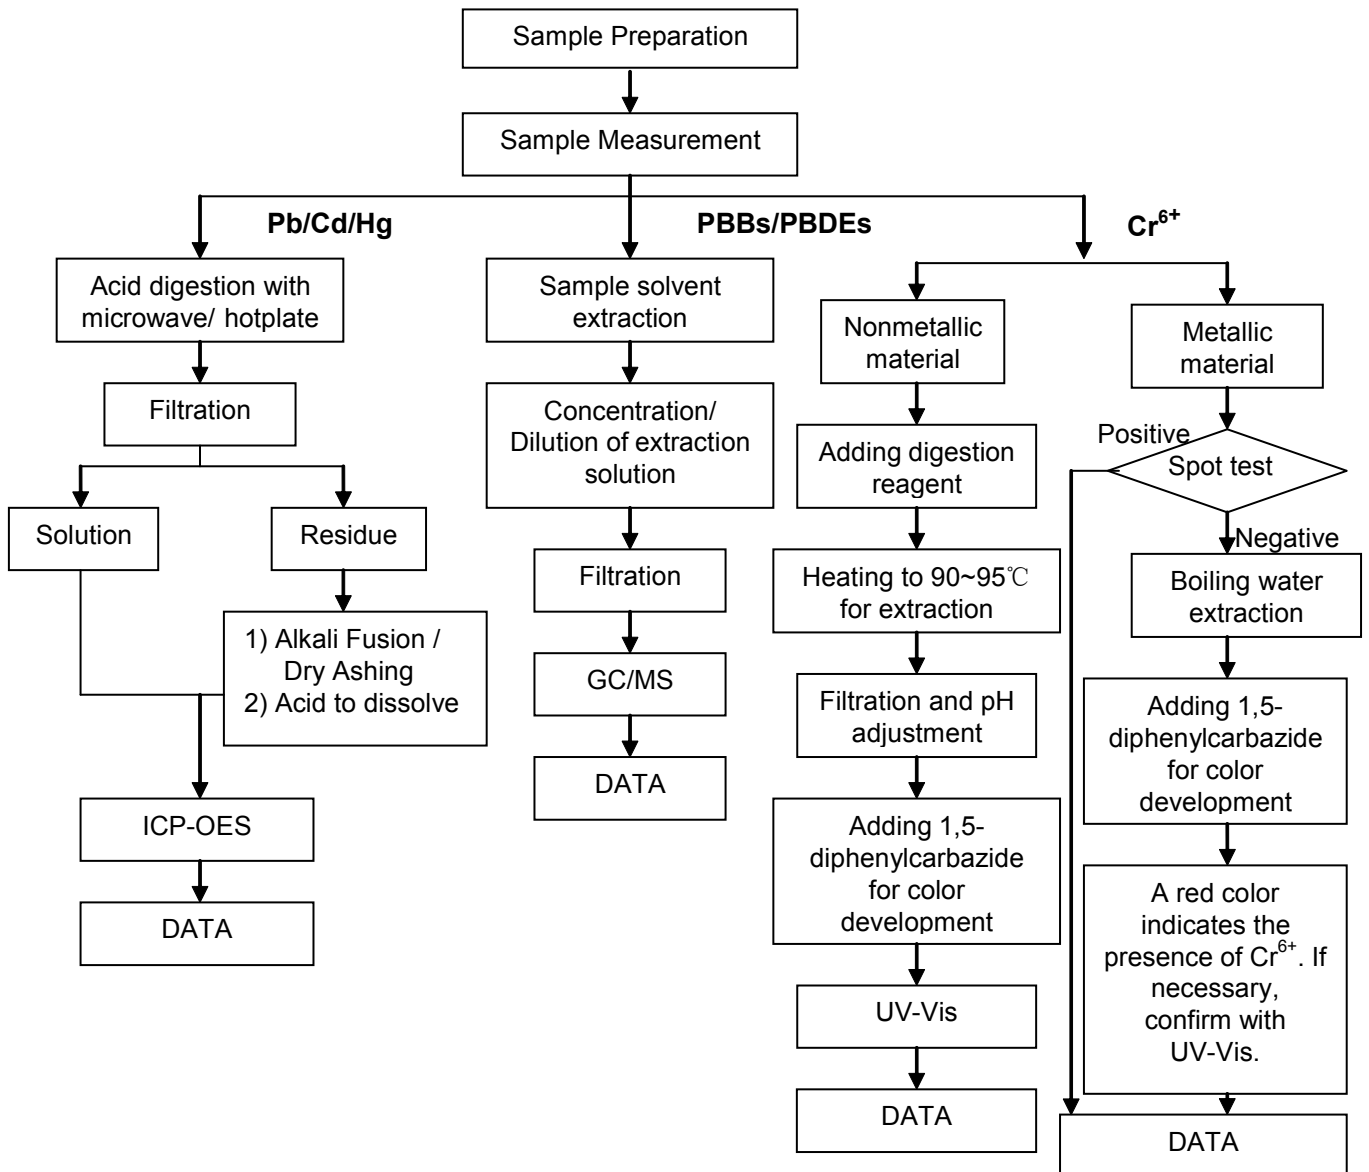 Sample Preparation
Sample Measurement
Pb/Cd/Hg
PBBs/PBDEs
Cr⁶⁺
Acid digestion with
microwave/ hotplate
Filtration
Solution
Residue
1) Alkali Fusion /
Dry Ashing
2) Acid to dissolve
ICP-OES
DATA
Sample solvent
extraction
Concentration/
Dilution of extraction
solution
Filtration
GC/MS
DATA
Nonmetallic
material
Adding digestion
reagent
Heating to 90~95℃
for extraction
Filtration and pH
adjustment
Adding 1,5-
diphenylcarbazide
for color
development
UV-Vis
DATA
Metallic
material
Positive
Spot test
Negative
Boiling water
extraction
Adding 1,5-
diphenylcarbazide
for color
development
A red color
indicates the
presence of Cr⁶⁺. If
necessary,
confirm with
UV-Vis.
DATA